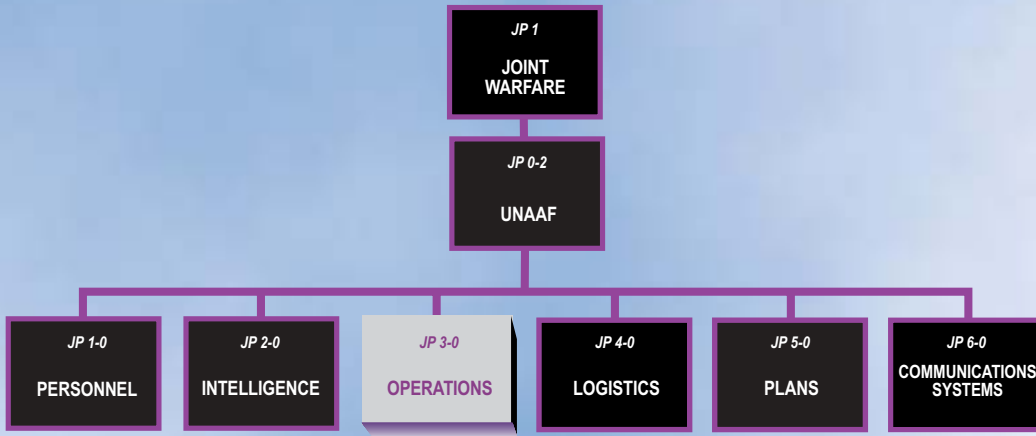 JP 1
JOINT
WARFARE
JP 0-2
UNAAF
JP 1-0
PERSONNEL
JP 2-0
INTELLIGENCE
JP 3-0
OPERATIONS
JP 4-0
LOGISTICS
JP 5-0
PLANS
JP 6-0
COMMUNICATIONS
SYSTEMS